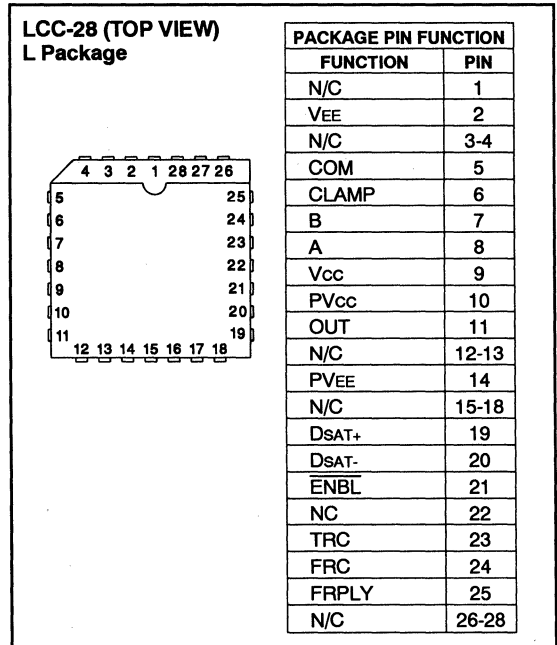 LCC-28 (TOP VIEW)
L Package
4 3 2 1 28 27 26
5 25
6 24
7 23
8 22
9 21
10 20
11 19
12 13 14 15 16 17 18
PACKAGE PIN FUNCTION
FUNCTION PIN
N/C 1
VEE 2
N/C 3-4
COM 5
CLAMP 6
B 7
A 8
Vcc 9
PVcc 10
OUT 11
N/C 12-13
PVEE 14
N/C 15-18
DSAT+ 19
DSAT- 20
ENBL 21
NC 22
TRC 23
FRC 24
FRPLY 25
N/C 26-28